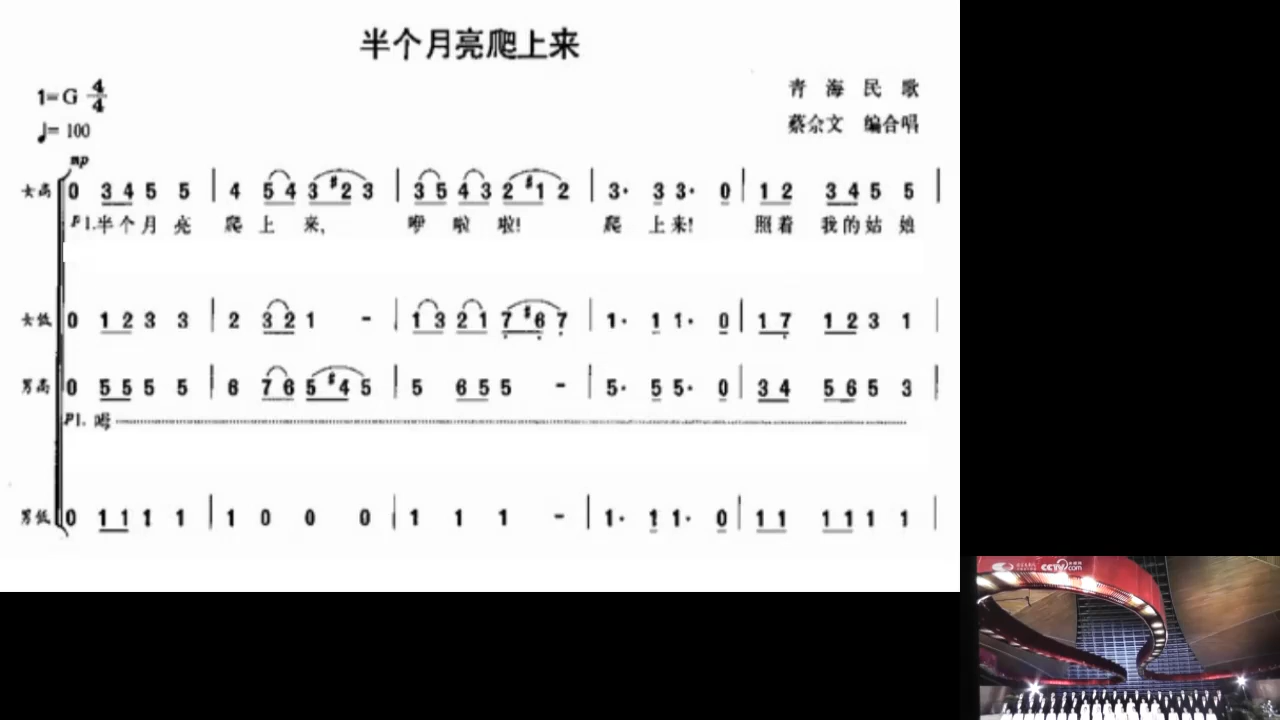 半个月亮爬上来
1=G 4/4
青海民歌
♩= 100
蔡余文 编合唱
mp
女高 0 3 4 5 5 | 4 5 4 3 #2 3 | 3 5 4 3 2 #1 2 | 3· 3 3· 0 | 1 2 3 4 5 5 |
P1.半个月亮 爬上来, 咿啦啦! 爬上来! 照着我的姑娘
女低 0 1 2 3 3 | 2 3 2 1 - | 1 3 2 1 7 #6 7 | 1· 1 1· 0 | 1 7 1 2 3 1 |
男高 0 5 5 5 5 | 6 7 6 5 #4 5 | 5 6 5 5 - | 5· 5 5· 0 | 3 4 5 6 5 3 |
P1. 呣
男低 0 1 1 1 1 | 1 0 0 0 | 1 1 1 - | 1· 1 1· 0 | 1 1 1 1 1 1 |
CCTV.com